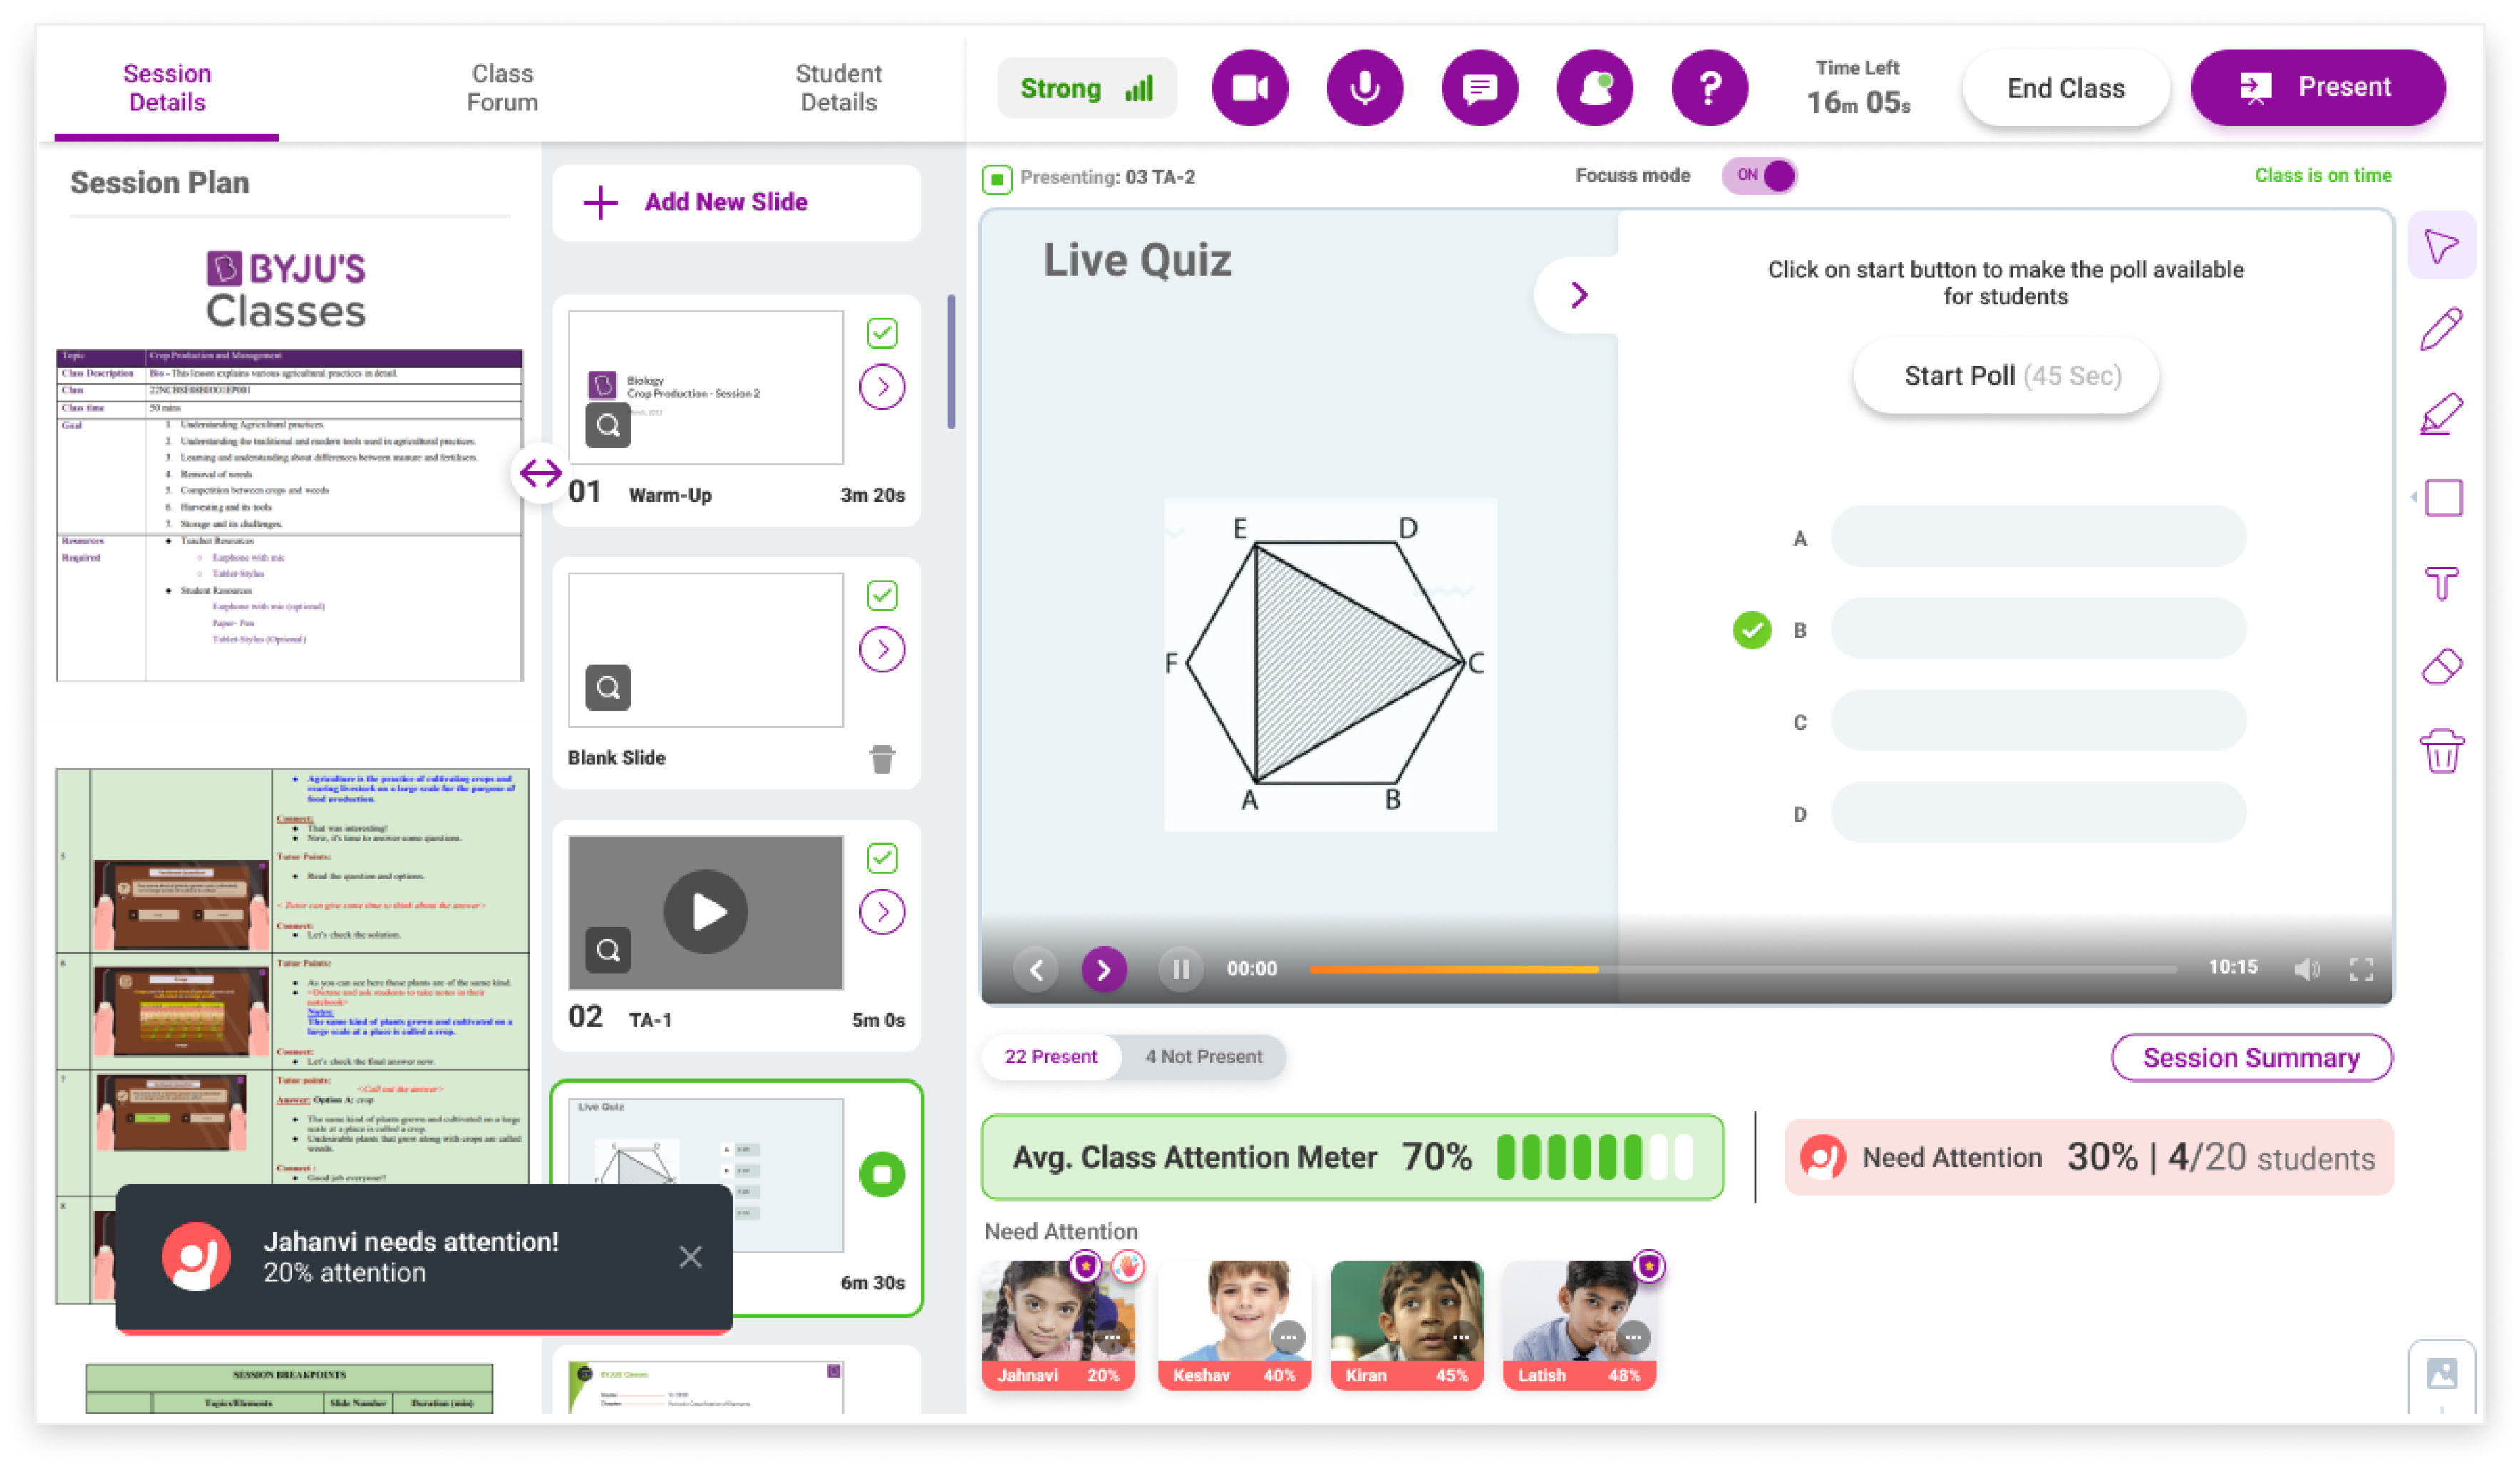 Session
Details
Class
Forum
Student
Details
Strong
?
Time Left
16m 05s
End Class
Present
Session Plan
BYJU'S
Classes
Topic Crop Production and Management
Class Description Bio - This lesson explains various agricultural practices in detail.
Class
Class time 50 mins
Goal 1. Understanding Agricultural practices.
2. Understanding the traditional and modern tools used in agricultural practices.
3. Learning and understanding about differences between manure and fertilisers.
4. Removal of weeds
5. Competition between crops and weeds
6. Harvesting and its tools
7. Storage and its challenges.
Resources
Required
Teacher Resources
Earphone with mic
Tablet-Stylus
Student Resources
Earphone with mic (optional)
Paper- Pen
Tablet-Stylus (Optional)
Agriculture is the practice of cultivating crops and
rearing livestock on a large scale for the purpose of
food production.
Connect:
That was interesting!
Now, it's time to answer some questions.
5
Tutor Points:
Read the question and options.
< Tutor can give some time to think about the answer>
Connect:
Let's check the solution.
6
Tutor Points:
As you can see here these plants are of the same kind.
<Dictate and ask students to take notes in their
notebook>
Notes:
The same kind of plants grown and cultivated on a
large scale at a place is called a crop.
Connect:
Let's check the final answer now.
7
Tutor points:
<Call out the answer>
Answer: Option A: crop
The same kind of plants grown and cultivated on a large
scale at a place is called a crop.
Undesirable plants that grow along with crops are called
weeds.
Connect :
Good job everyone!!
8
Jahanvi needs attention!
20% attention
SESSION BREAKPOINTS
Topics/Elements Slide Number Duration (min)
Add New Slide
Biology
Crop Production - Session 2
01 Warm-Up 3m 20s
Blank Slide
02 TA-1 5m 0s
Live Quiz
6m 30s
BYJUS Classes
Presenting: 03 TA-2
Focuss mode
ON
Class is on time
Live Quiz
E
D
F
C
A
B
Click on start button to make the poll available
for students
Start Poll (45 Sec)
A
B
C
D
00:00
10:15
22 Present
4 Not Present
Session Summary
Avg. Class Attention Meter 70%
Need Attention 30% | 4/20 students
Need Attention
Jahnavi 20%
Keshav 40%
Kiran 45%
Latish 48%